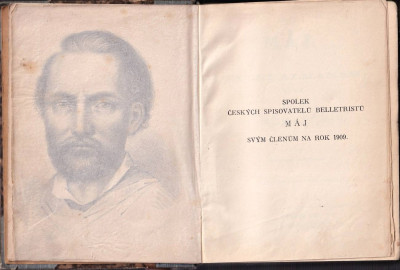 SPOLEK
ČESKÝCH SPISOVATELŮ BELLETRISTŮ
MÁJ
SVÝM ČLENŮM NA ROK 1909.